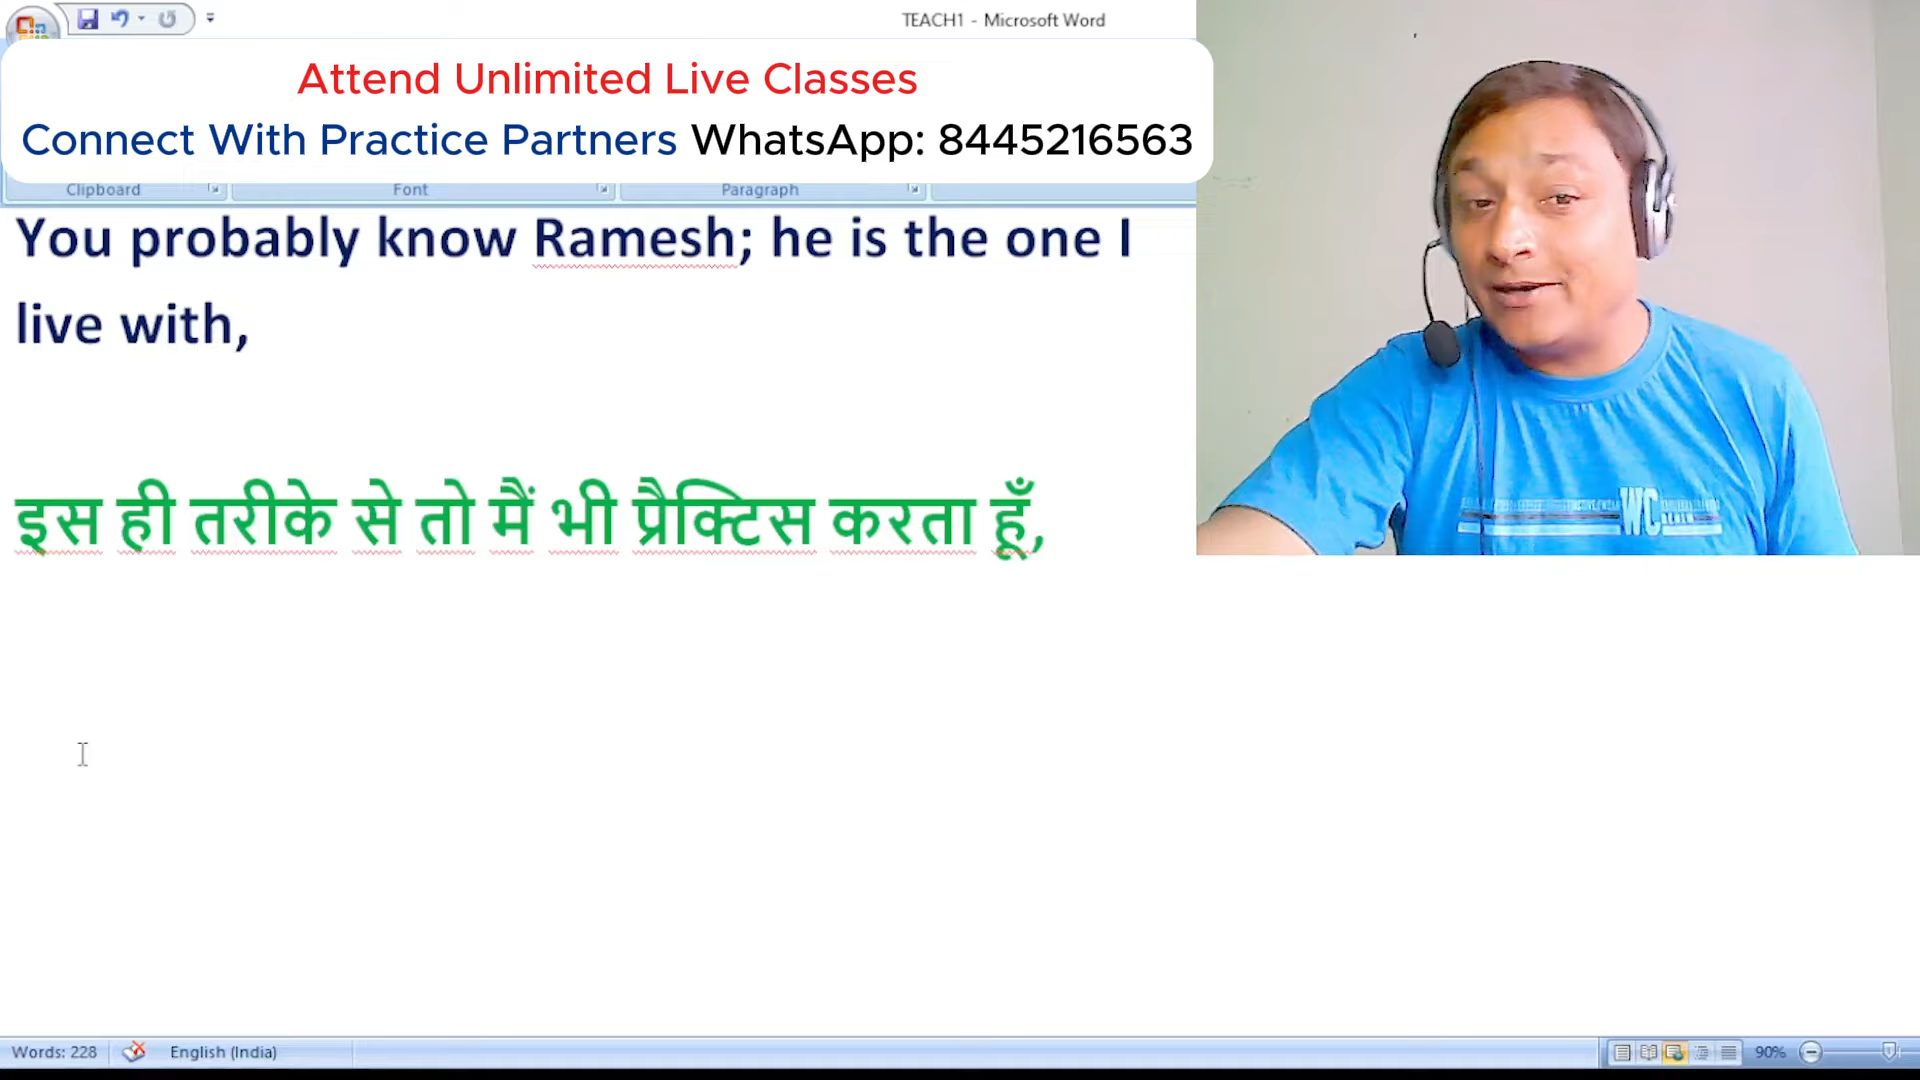 TEACH1 - Microsoft Word
Attend Unlimited Live Classes
Connect With Practice Partners WhatsApp: 8445216563
Clipboard Font Paragraph
You probably know Ramesh; he is the one I
live with,
इस ही तरीके से तो मैं भी प्रैक्टिस करता हूँ,
WC
Words: 228 English (India) 90%